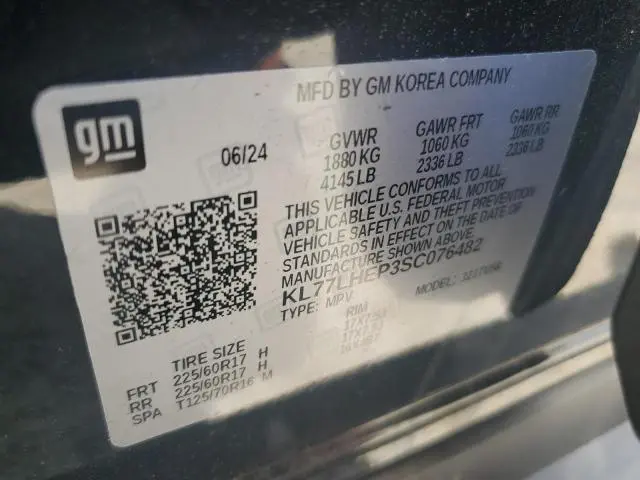 MFD BY GM KOREA COMPANY
gm
06/24
GVWR GAWR FRT GAWR RR
1880 KG 1060 KG 1060 KG
4145 LB 2336 LB 2336 LB
THIS VEHICLE CONFORMS TO ALL
APPLICABLE U.S. FEDERAL MOTOR
VEHICLE SAFETY AND THEFT PREVENTION
STANDARDS IN EFFECT ON THE DATE OF
MANUFACTURE SHOWN ABOVE.
KL77LHEP3SC076482
TYPE: MPV MODEL:
TIRE SIZE RIM
FRT 225/60R17 H
RR 225/60R17 H
SPA T125/70R16 M